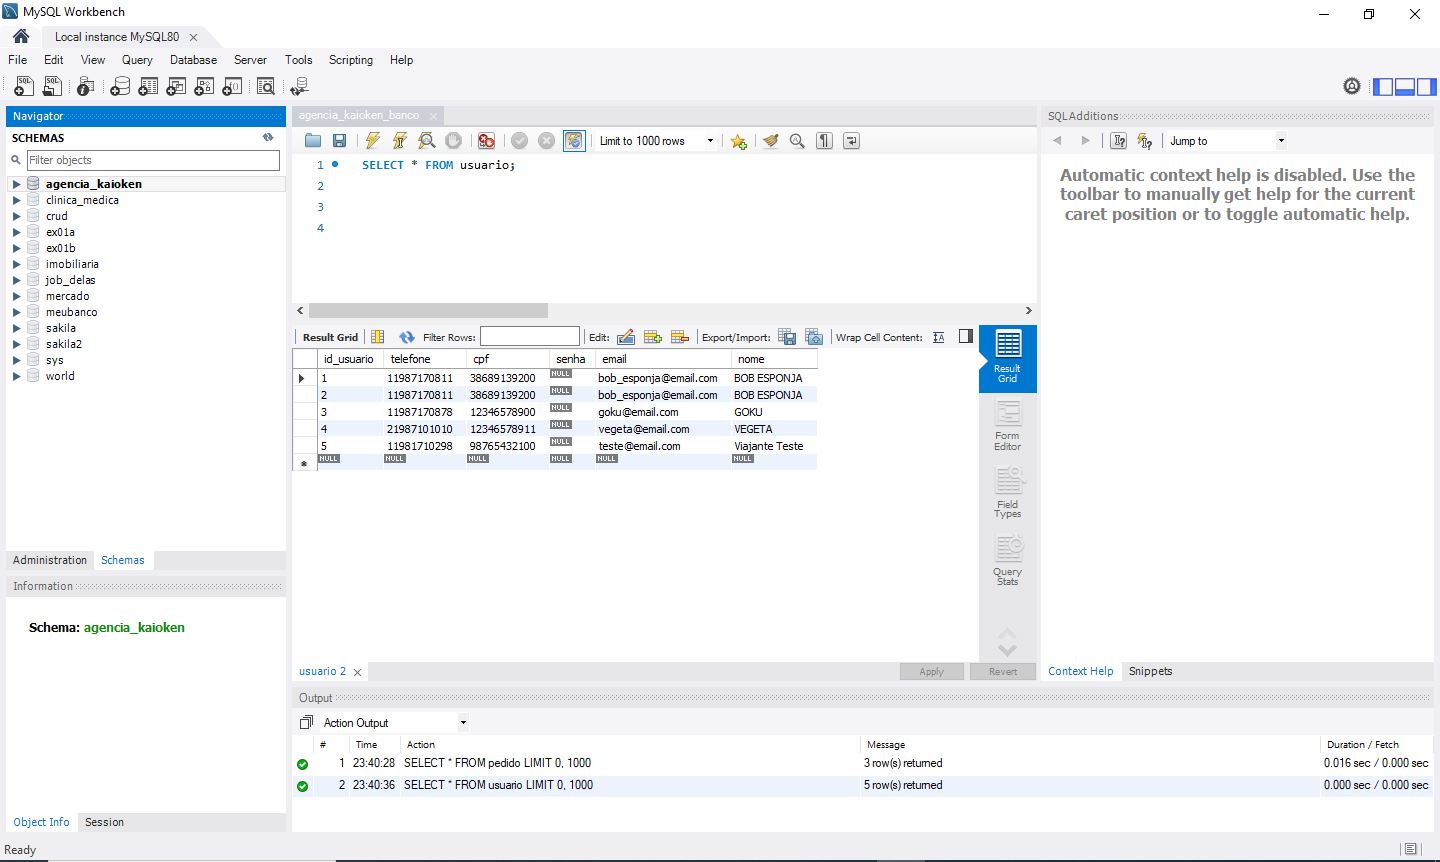 MySQL Workbench
Local instance MySQL80
File Edit View Query Database Server Tools Scripting Help
Navigator
SCHEMAS
Filter objects
agencia_kaioken
clinica_medica
crud
ex01a
ex01b
imobiliaria
job_delas
mercado
meubanco
sakila
sakila2
sys
world
Administration Schemas
Information
Schema: agencia_kaioken
Object Info Session
Ready
agencia_kaioken_banco
Limit to 1000 rows
1 SELECT * FROM usuario;
2
3
4
Result Grid Filter Rows: Edit: Export/Import: Wrap Cell Content:
id_usuario telefone cpf senha email nome
1 11987170811 38689139200 NULL bob_esponja@email.com BOB ESPONJA
2 11987170811 38689139200 NULL bob_esponja@email.com BOB ESPONJA
3 11987170878 12346578900 NULL goku@email.com GOKU
4 21987101010 12346578911 NULL vegeta@email.com VEGETA
5 11981710298 98765432100 NULL teste@email.com Viajante Teste
NULL NULL NULL NULL NULL NULL
Result
Grid
Form
Editor
Field
Types
Query
Stats
usuario 2
Apply Revert
SQLAdditions
Jump to
Automatic context help is disabled. Use the
toolbar to manually get help for the current
caret position or to toggle automatic help.
Context Help Snippets
Output
Action Output
# Time Action Message Duration / Fetch
1 23:40:28 SELECT * FROM pedido LIMIT 0, 1000 3 row(s) returned 0.016 sec / 0.000 sec
2 23:40:36 SELECT * FROM usuario LIMIT 0, 1000 5 row(s) returned 0.000 sec / 0.000 sec